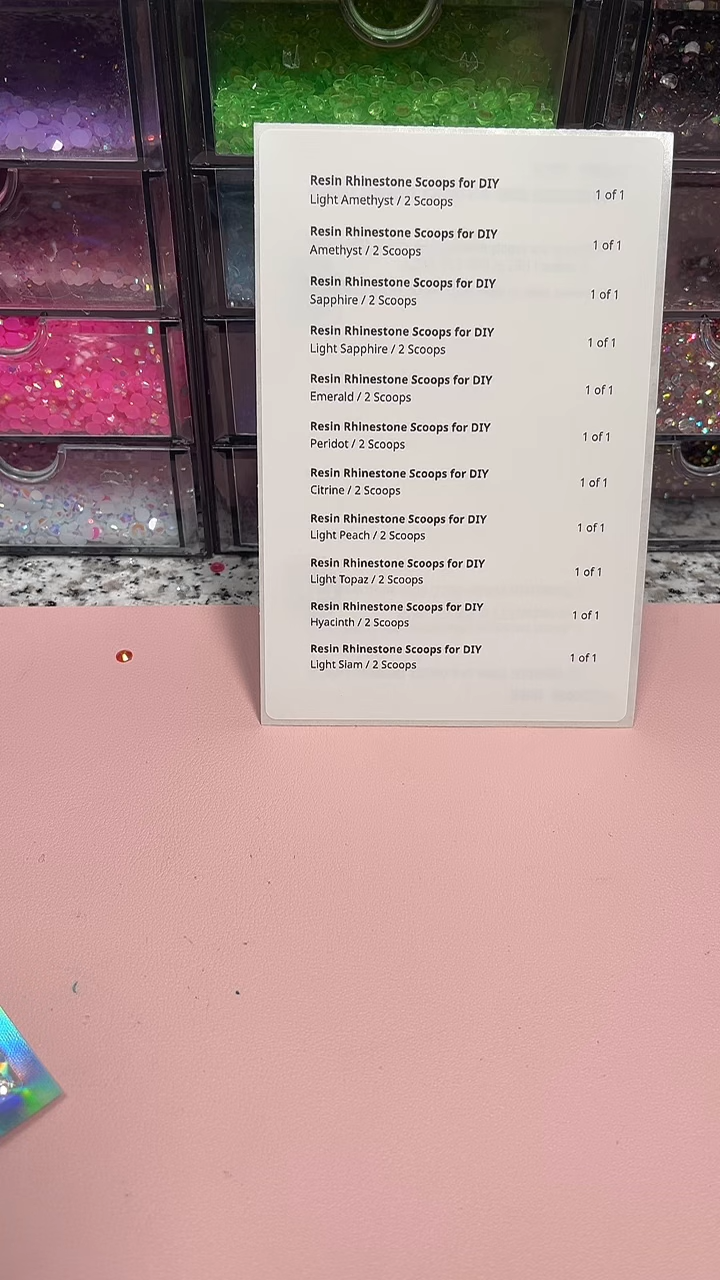 Resin Rhinestone Scoops for DIY
Light Amethyst / 2 Scoops 1 of 1
Resin Rhinestone Scoops for DIY
Amethyst / 2 Scoops 1 of 1
Resin Rhinestone Scoops for DIY
Sapphire / 2 Scoops 1 of 1
Resin Rhinestone Scoops for DIY
Light Sapphire / 2 Scoops 1 of 1
Resin Rhinestone Scoops for DIY
Emerald / 2 Scoops 1 of 1
Resin Rhinestone Scoops for DIY
Peridot / 2 Scoops 1 of 1
Resin Rhinestone Scoops for DIY
Citrine / 2 Scoops 1 of 1
Resin Rhinestone Scoops for DIY
Light Peach / 2 Scoops 1 of 1
Resin Rhinestone Scoops for DIY
Light Topaz / 2 Scoops 1 of 1
Resin Rhinestone Scoops for DIY
Hyacinth / 2 Scoops 1 of 1
Resin Rhinestone Scoops for DIY
Light Siam / 2 Scoops 1 of 1